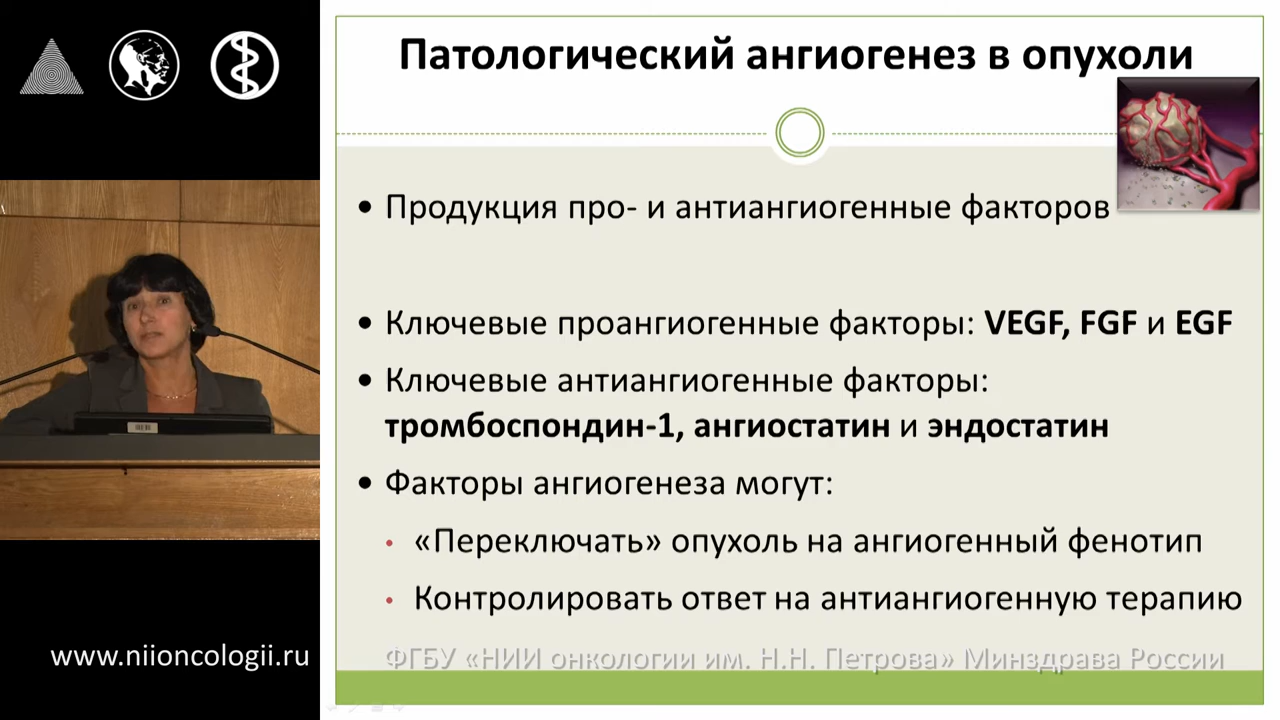 Патологический ангиогенез в опухоли
• Продукция про- и антиангиогенные факторов
• Ключевые проангиогенные факторы: VEGF, FGF и EGF
• Ключевые антиангиогенные факторы:
тромбоспондин-1, ангиостатин и эндостатин
• Факторы ангиогенеза могут:
• «Переключать» опухоль на ангиогенный фенотип
• Контролировать ответ на антиангиогенную терапию
www.niioncologii.ru
ФГБУ «НИИ онкологии им. Н.Н. Петрова» Минздрава России